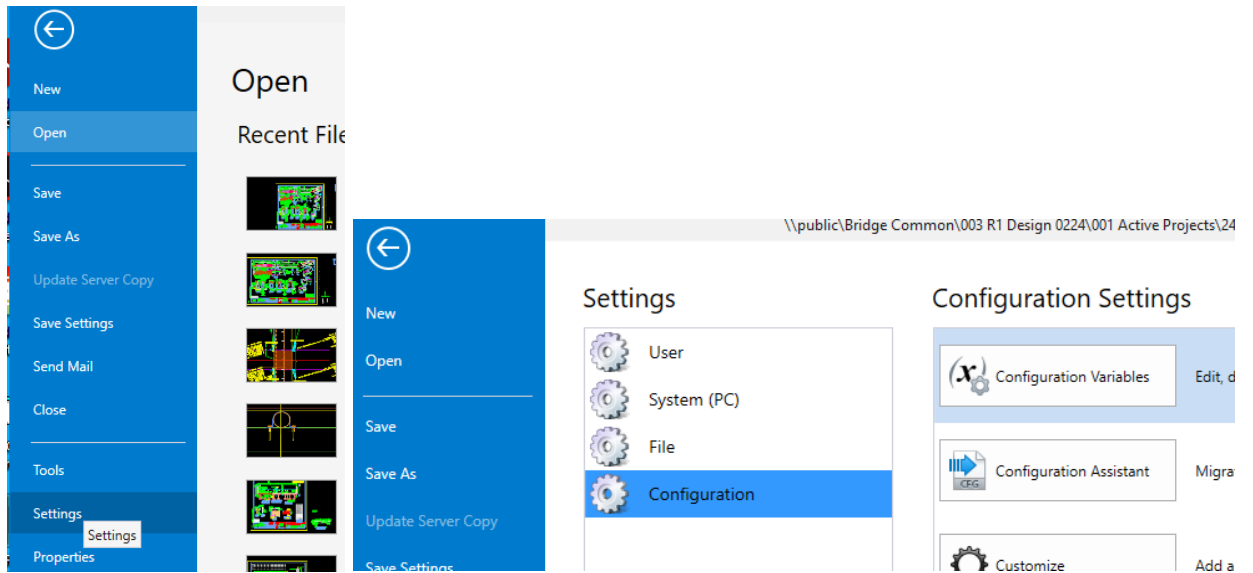 New
Open
Save
Save As
Update Server Copy
Save Settings
Send Mail
Close
Tools
Settings
Settings
Properties
Open
Recent File
\\public\Bridge Common\003 R1 Design 0224\001 Active Projects\24
New
Open
Save
Save As
Update Server Copy
Save Settings
Settings
User
System (PC)
File
Configuration
Configuration Settings
(x)
Configuration Variables
Edit, d
CFG
Configuration Assistant
Migra
Customize
Add a